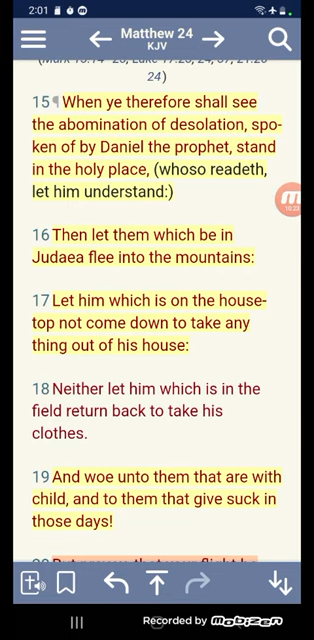 2:01
Matthew 24
KJV
24)
15¶ When ye therefore shall see
the abomination of desolation, spo-
ken of by Daniel the prophet, stand
in the holy place, (whoso readeth,
let him understand:)
16 Then let them which be in
Judaea flee into the mountains:
17 Let him which is on the house-
top not come down to take any
thing out of his house:
18 Neither let him which is in the
field return back to take his
clothes.
19 And woe unto them that are with
child, and to them that give suck in
those days!
Recorded by Mobizen